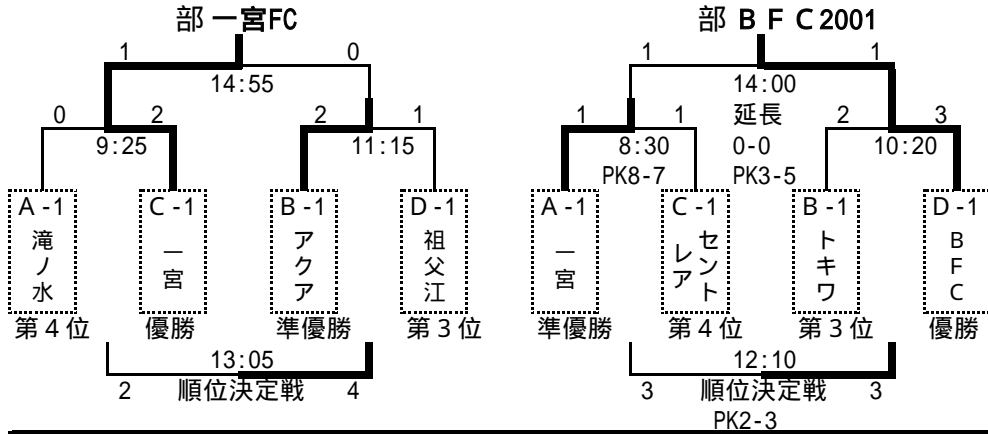 部 一宮FC
1 0
14:55
0 2 2 1
9:25 11:15
A-1 C-1 B-1 D-1
滝ノ水
一宮
アクア
祖父江
第４位 優勝 準優勝 第３位
13:05
2 順位決定戦 4
部 ＢＦＣ2001
1 1
14:00
延長
0-0
PK3-5
1 1 2 3
8:30 10:20
PK8-7
A-1 C-1 B-1 D-1
一宮
セントレア
トキワ
BFC
準優勝 第４位 第３位 優勝
12:10
3 順位決定戦 3
PK2-3